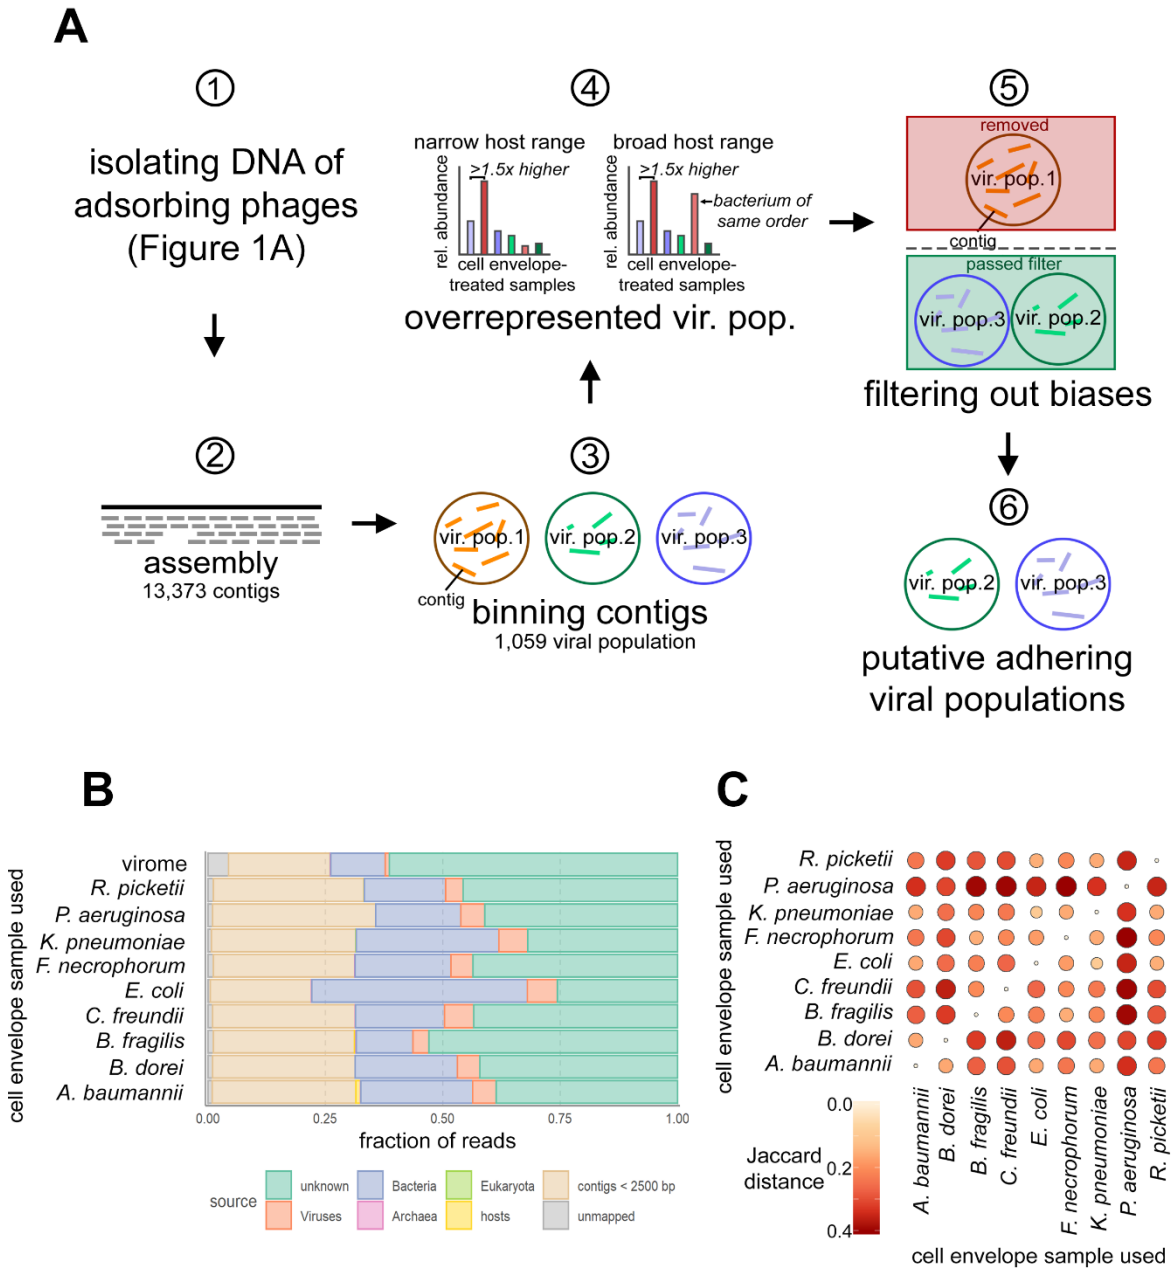 A
①
isolating DNA of
adsorbing phages
(Figure 1A)
②
assembly
13,373 contigs
③
vir. pop.1
vir. pop.2
vir. pop.3
contig
binning contigs
1,059 viral population
④
narrow host range
rel. abundance
>1.5x higher
cell envelope-
treated samples
broad host range
rel. abundance
>1.5x higher
bacterium of
same order
cell envelope-
treated samples
overrepresented vir. pop.
⑤
removed
vir. pop.1
contig
passed filter
vir. pop.3
vir. pop.2
filtering out biases
⑥
vir. pop.2
vir. pop.3
putative adhering
viral populations
B
cell envelope sample used
virome
R. picketii
P. aeruginosa
K. pneumoniae
F. necrophorum
E. coli
C. freundii
B. fragilis
B. dorei
A. baumannii
0.00
0.25
0.50
0.75
1.00
fraction of reads
source
unknown
Bacteria
Eukaryota
contigs < 2500 bp
Viruses
Archaea
hosts
unmapped
C
cell envelope sample used
R. picketii
P. aeruginosa
K. pneumoniae
F. necrophorum
E. coli
C. freundii
B. fragilis
B. dorei
A. baumannii
Jaccard
distance
0.0
0.2
0.4
A. baumannii
B. dorei
B. fragilis
C. freundii
E. coli
F. necrophorum
K. pneumoniae
P. aeruginosa
R. picketii
cell envelope sample used